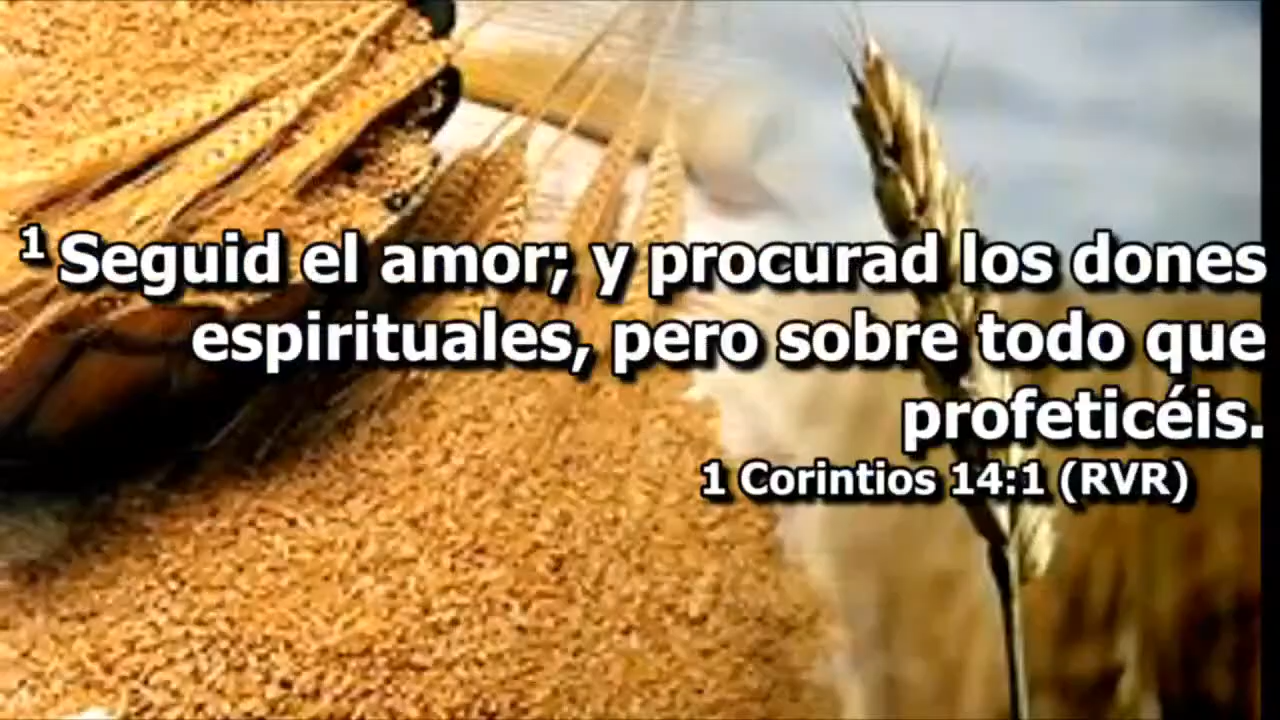 1 Seguid el amor; y procurad los dones
espirituales, pero sobre todo que
profeticéis.
1 Corintios 14:1 (RVR)